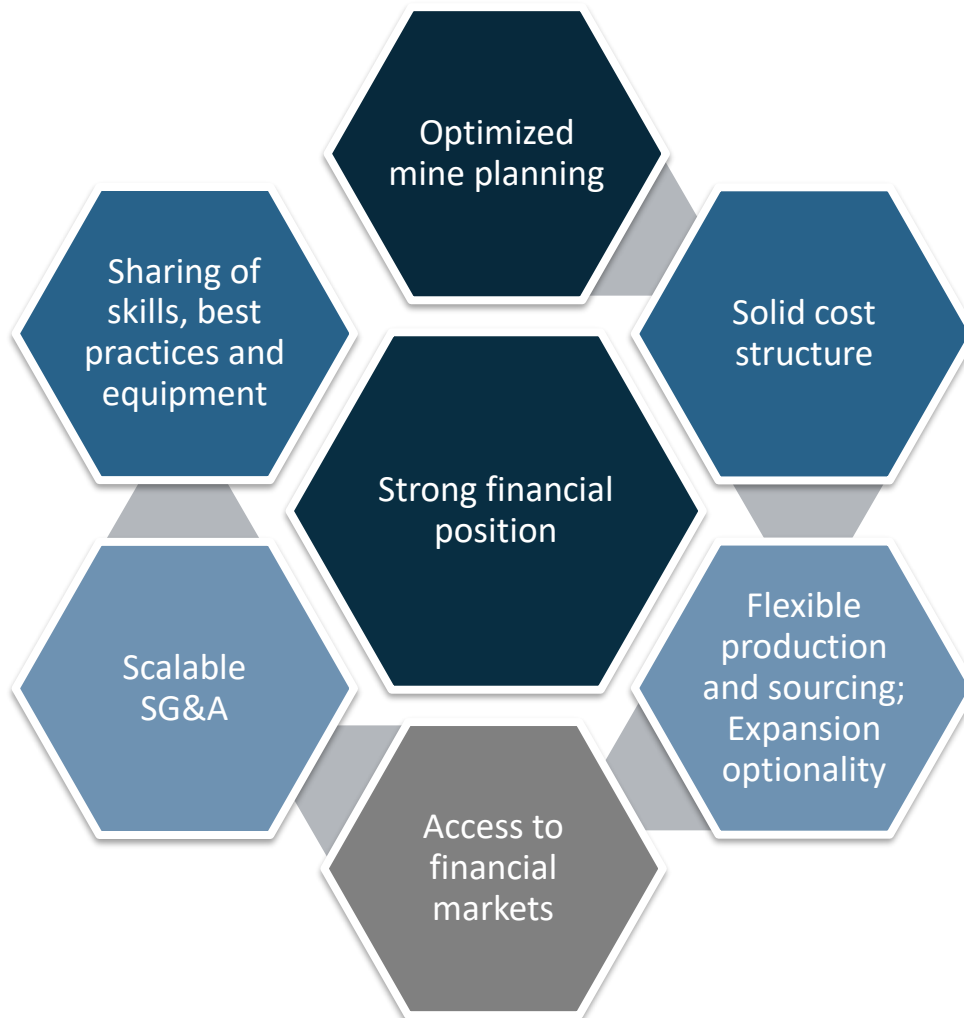 Optimized
mine planning
Sharing of
skills, best
practices and
equipment
Solid cost
structure
Strong financial
position
Scalable
SG&A
Flexible
production
and sourcing;
Expansion
optionality
Access to
financial
markets